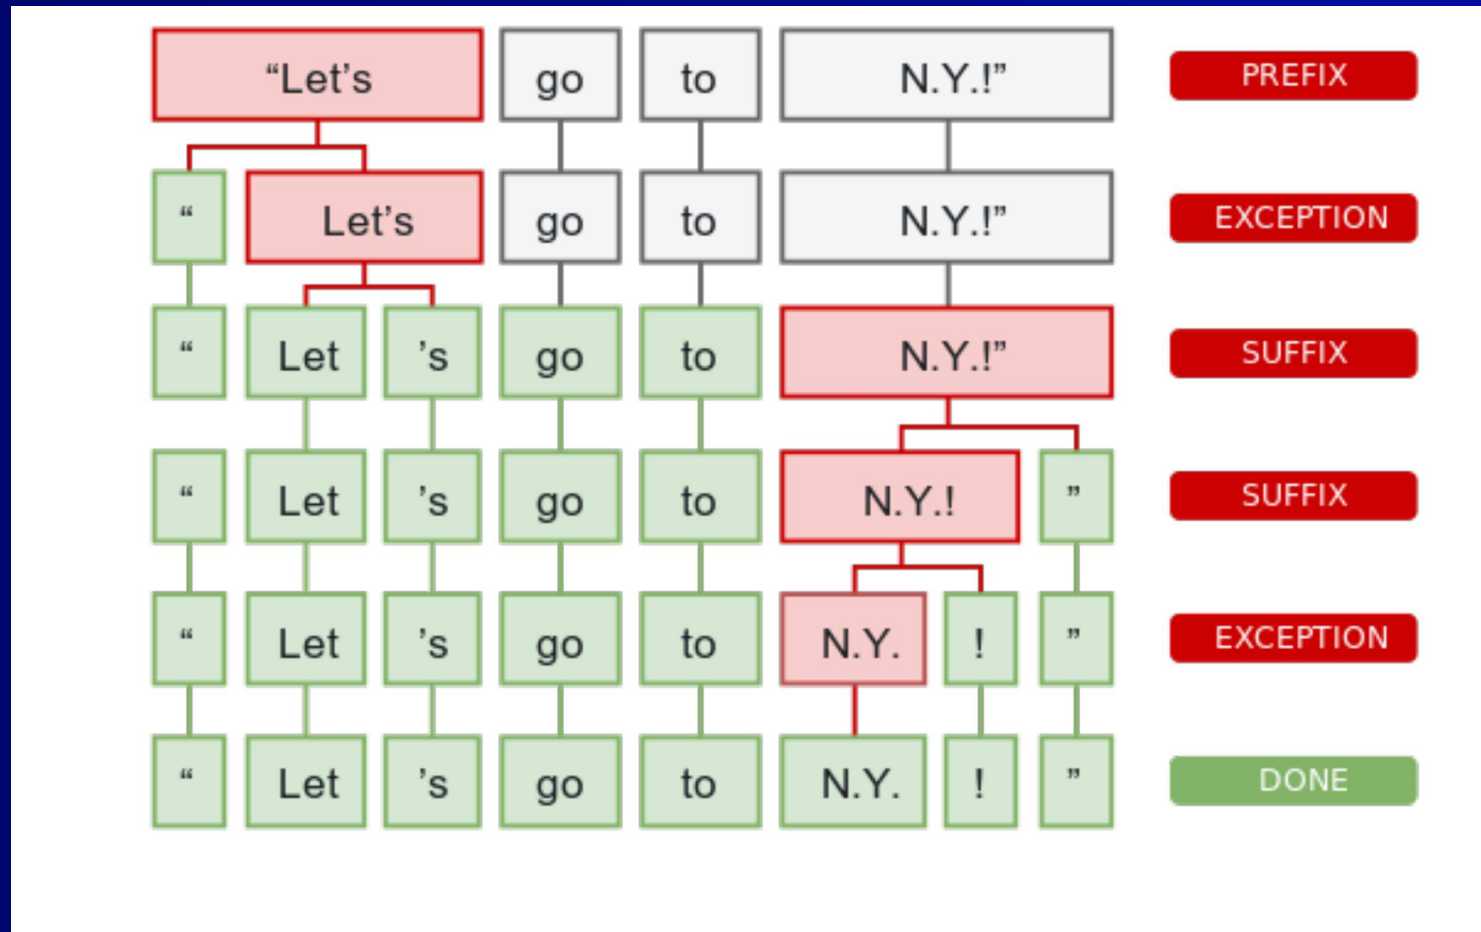 “Let’s go to N.Y.!” PREFIX
“ Let’s go to N.Y.!” EXCEPTION
“ Let ’s go to N.Y.!” SUFFIX
“ Let ’s go to N.Y.! ” SUFFIX
“ Let ’s go to N.Y. ! ” EXCEPTION
“ Let ’s go to N.Y. ! ” DONE